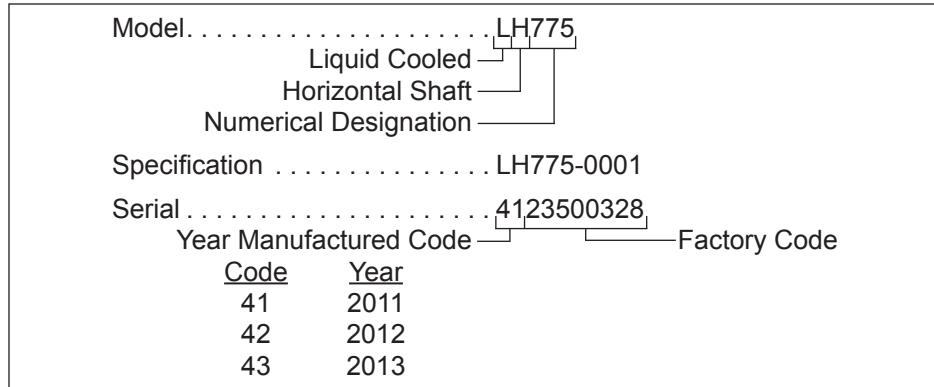 Model. . . . . . . . . . . . . . . . . . . . . LH775
Liquid Cooled
Horizontal Shaft
Numerical Designation
Specification . . . . . . . . . . . . . . . LH775-0001
Serial . . . . . . . . . . . . . . . . . . . . . 4123500328
Year Manufactured Code Factory Code
Code Year
41 2011
42 2012
43 2013